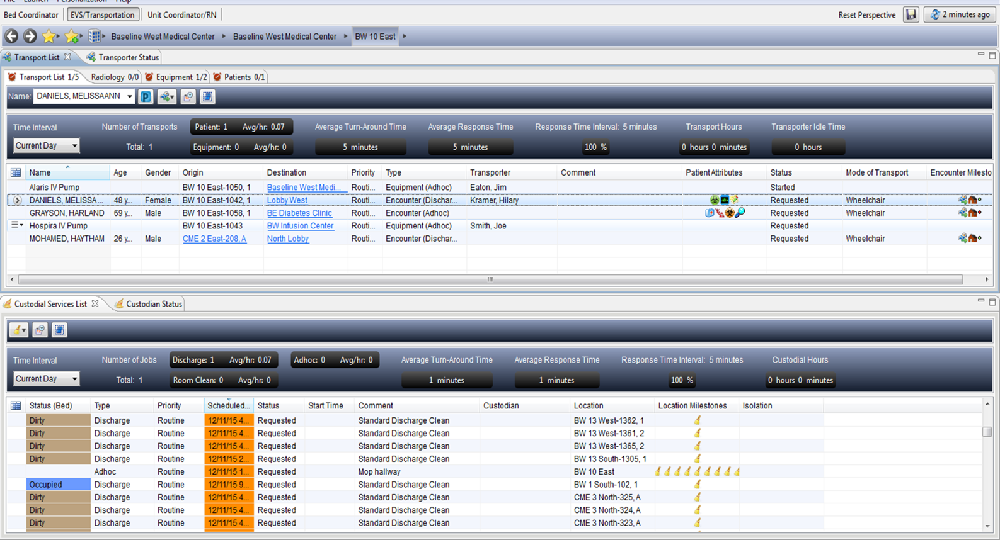 File Launch Personalization Help
Bed Coordinator EVS/Transportation Unit Coordinator/RN Reset Perspective 2 minutes ago
Baseline West Medical Center Baseline West Medical Center BW 10 East
Transport List Transporter Status
Transport List 1/5 Radiology 0/0 Equipment 1/2 Patients 0/1
Name: DANIELS, MELISSAANN P
Time Interval Number of Transports Patient: 1 Avg/hr: 0.07 Average Turn-Around Time Average Response Time Response Time Interval: 5 minutes Transport Hours Transporter Idle Time
Current Day Total: 1 Equipment: 0 Avg/hr: 0 5 minutes 5 minutes 100 % 0 hours 0 minutes 0 hours
Name Age Gender Origin Destination Priority Type Transporter Comment Patient Attributes Status Mode of Transport Encounter Milesto
Alaris IV Pump BW 10 East-1050, 1 Baseline West Medi... Routi... Equipment (Adhoc) Eaton, Jim Started
DANIELS, MELISSA... 48 y... Female BW 10 East-1042, 1 Lobby West Routi... Encounter (Dischar... Kramer, Hilary Requested Wheelchair
GRAYSON, HARLAND 69 y... Male BW 10 East-1058, 1 BE Diabetes Clinic Routi... Encounter (Adhoc) Requested Wheelchair
Hospira IV Pump BW 10 East-1043 BW Infusion Center Routi... Equipment (Adhoc) Smith, Joe Requested
MOHAMED, HAYTHAM 26 y... Male CME 2 East-208, A North Lobby Routi... Encounter (Dischar... Requested Wheelchair
Custodial Services List Custodian Status
Time Interval Number of Jobs Discharge: 1 Avg/hr: 0.07 Adhoc: 0 Avg/hr: 0 Average Turn-Around Time Average Response Time Response Time Interval: 5 minutes Custodial Hours
Current Day Total: 1 Room Clean: 0 Avg/hr: 0 1 minutes 1 minutes 100 % 0 hours 0 minutes
Status (Bed) Type Priority Scheduled... Status Start Time Comment Custodian Location Location Milestones Isolation
Dirty Discharge Routine 12/11/15 4... Requested Standard Discharge Clean BW 13 West-1362, 1
Dirty Discharge Routine 12/11/15 4... Requested Standard Discharge Clean BW 13 West-1361, 2
Dirty Discharge Routine 12/11/15 4... Requested Standard Discharge Clean BW 13 West-1365, 2
Dirty Discharge Routine 12/11/15 2... Requested Standard Discharge Clean BW 13 South-1305, 1
Adhoc Routine 12/11/15 1... Requested Mop hallway BW 10 East
Occupied Discharge Routine 12/11/15 9... Requested Standard Discharge Clean BW 1 South-102, 1
Dirty Discharge Routine 12/11/15 4... Requested Standard Discharge Clean CME 3 North-325, A
Dirty Discharge Routine 12/11/15 4... Requested Standard Discharge Clean CME 3 North-324, A
Dirty Discharge Routine 12/11/15 4... Requested Standard Discharge Clean CME 3 North-323, A